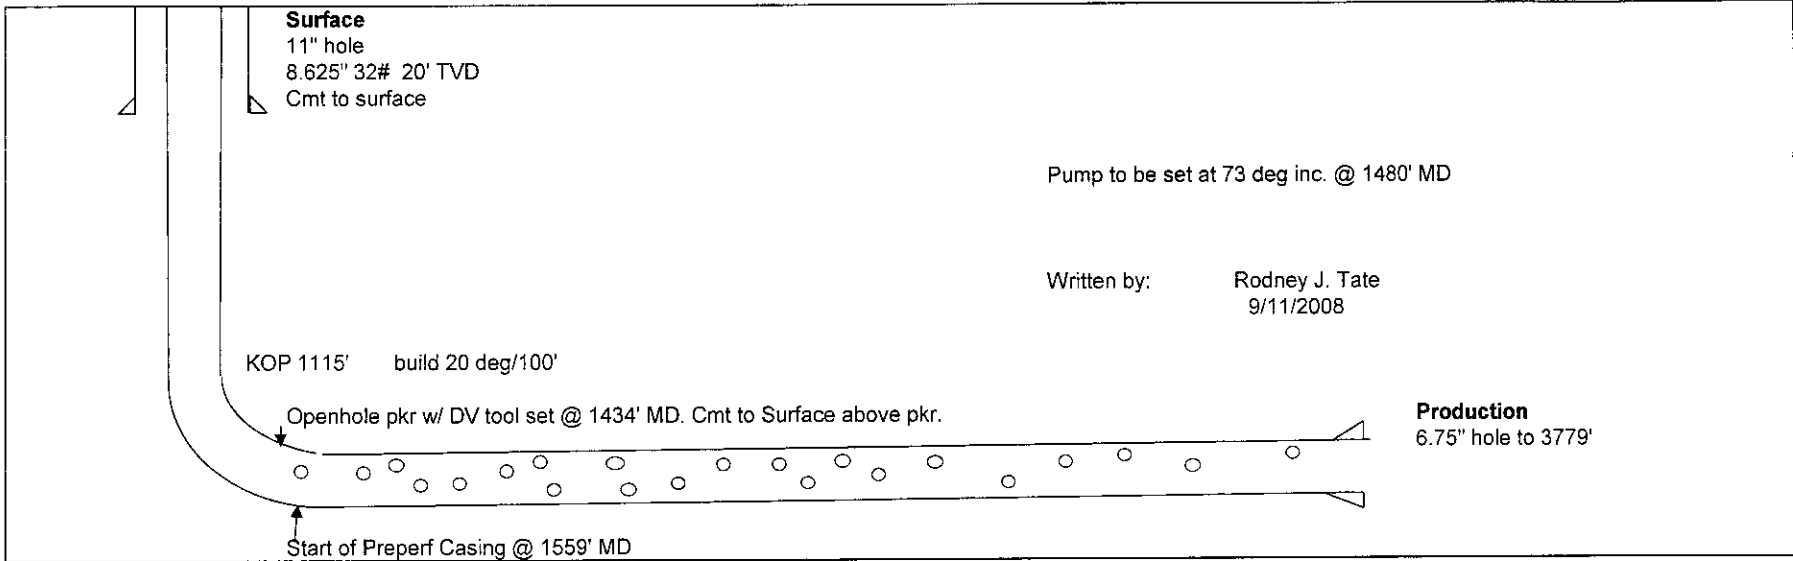 Surface
11" hole
8.625" 32# 20' TVD
Cmt to surface
Pump to be set at 73 deg inc. @ 1480' MD
Written by: Rodney J. Tate
9/11/2008
KOP 1115' build 20 deg/100'
Openhole pkr w/ DV tool set @ 1434' MD. Cmt to Surface above pkr.
Production
6.75" hole to 3779'
Start of Preperf Casing @ 1559' MD